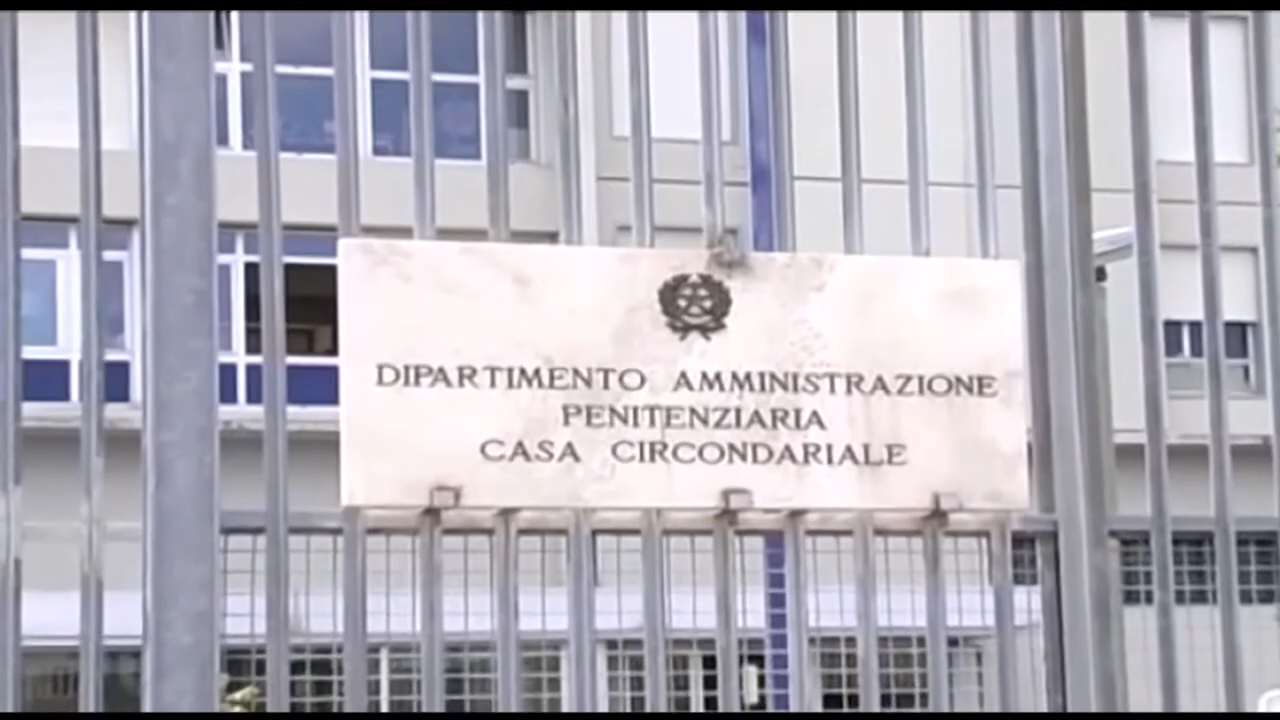 DIPARTIMENTO AMMINISTRAZIONE
PENITENZIARIA
CASA CIRCONDARIALE